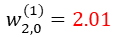 w_{2,0}^{(1)} = 2.01